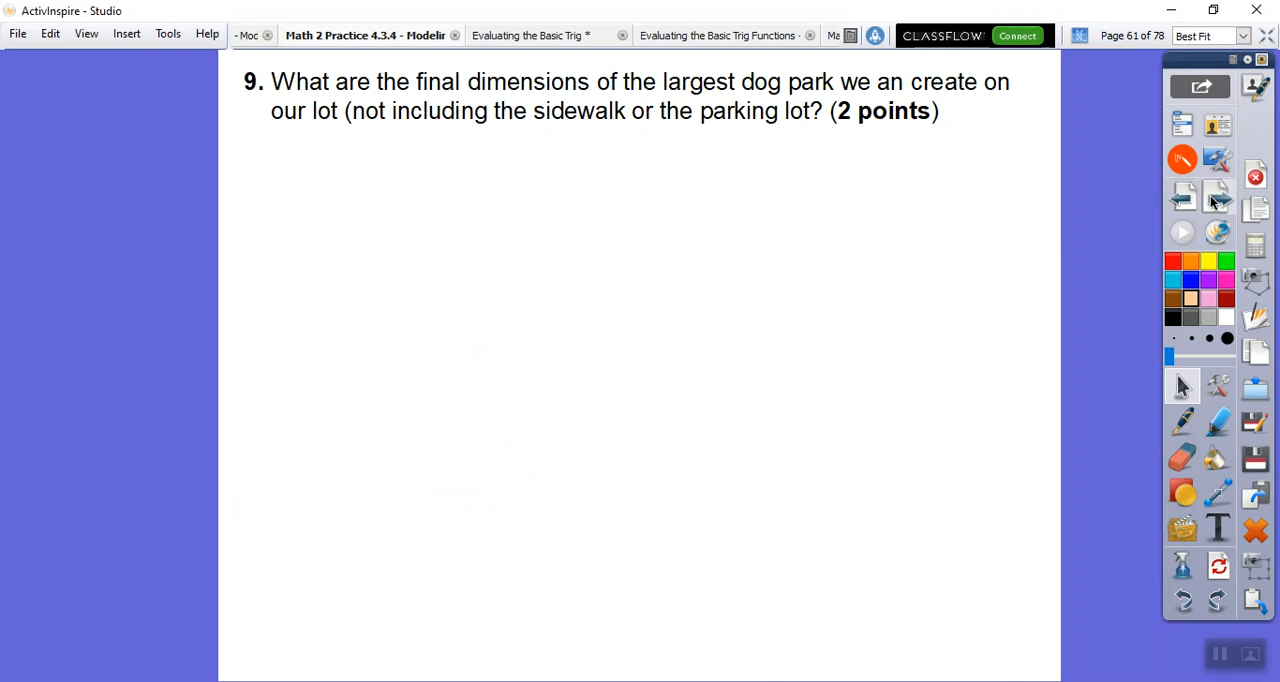 ActivInspire - Studio
File Edit View Insert Tools Help
- Moc Math 2 Practice 4.3.4 - Modelin Evaluating the Basic Trig * Evaluating the Basic Trig Functions - Ma
CLASSFLOW Connect
Page 61 of 78 Best Fit
9. What are the final dimensions of the largest dog park we an create on
our lot (not including the sidewalk or the parking lot? (2 points)